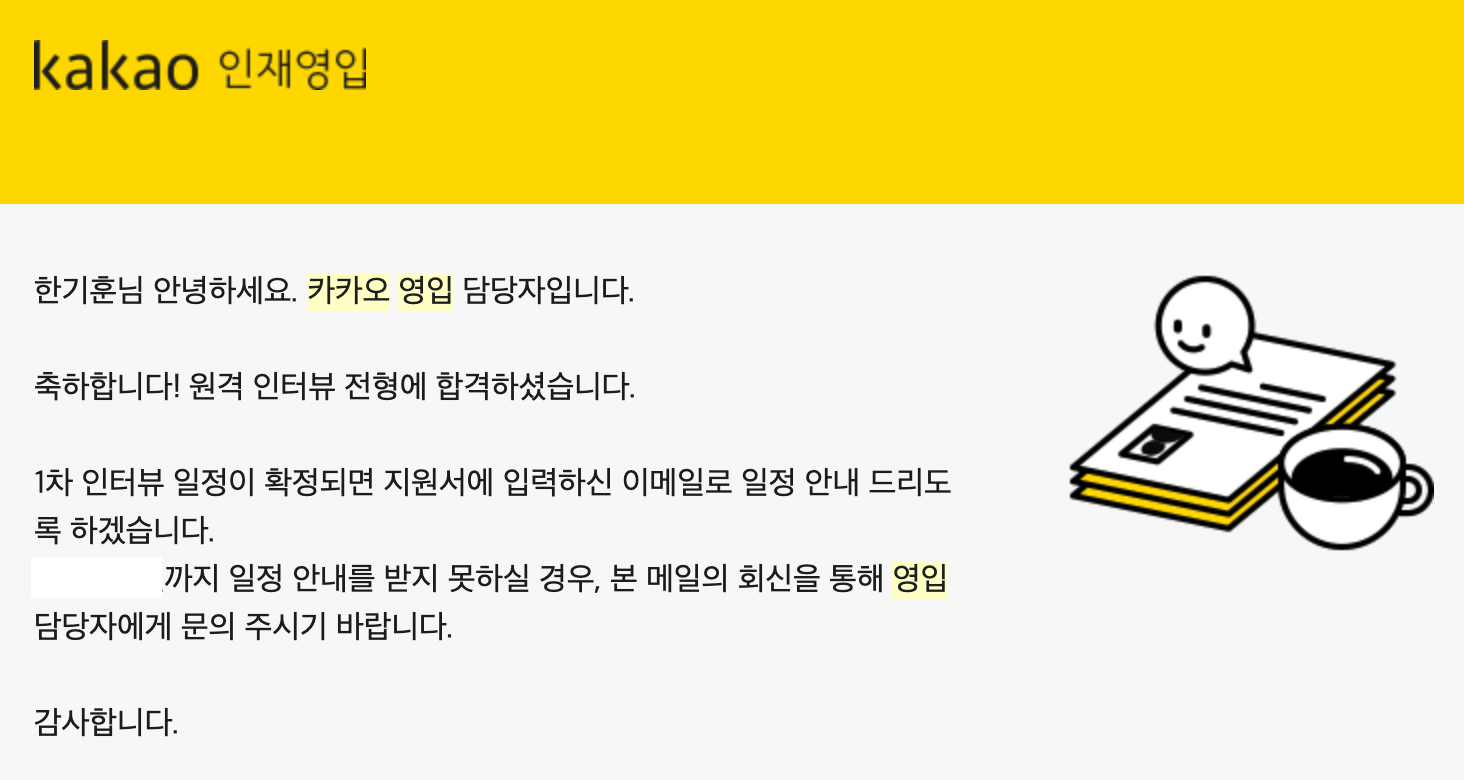 kakao 인재영입
한기훈님 안녕하세요. 카카오 영입 담당자입니다.
축하합니다! 원격 인터뷰 전형에 합격하셨습니다.
1차 인터뷰 일정이 확정되면 지원서에 입력하신 이메일로 일정 안내 드리도
록 하겠습니다.
까지 일정 안내를 받지 못하실 경우, 본 메일의 회신을 통해 영입
담당자에게 문의 주시기 바랍니다.
감사합니다.